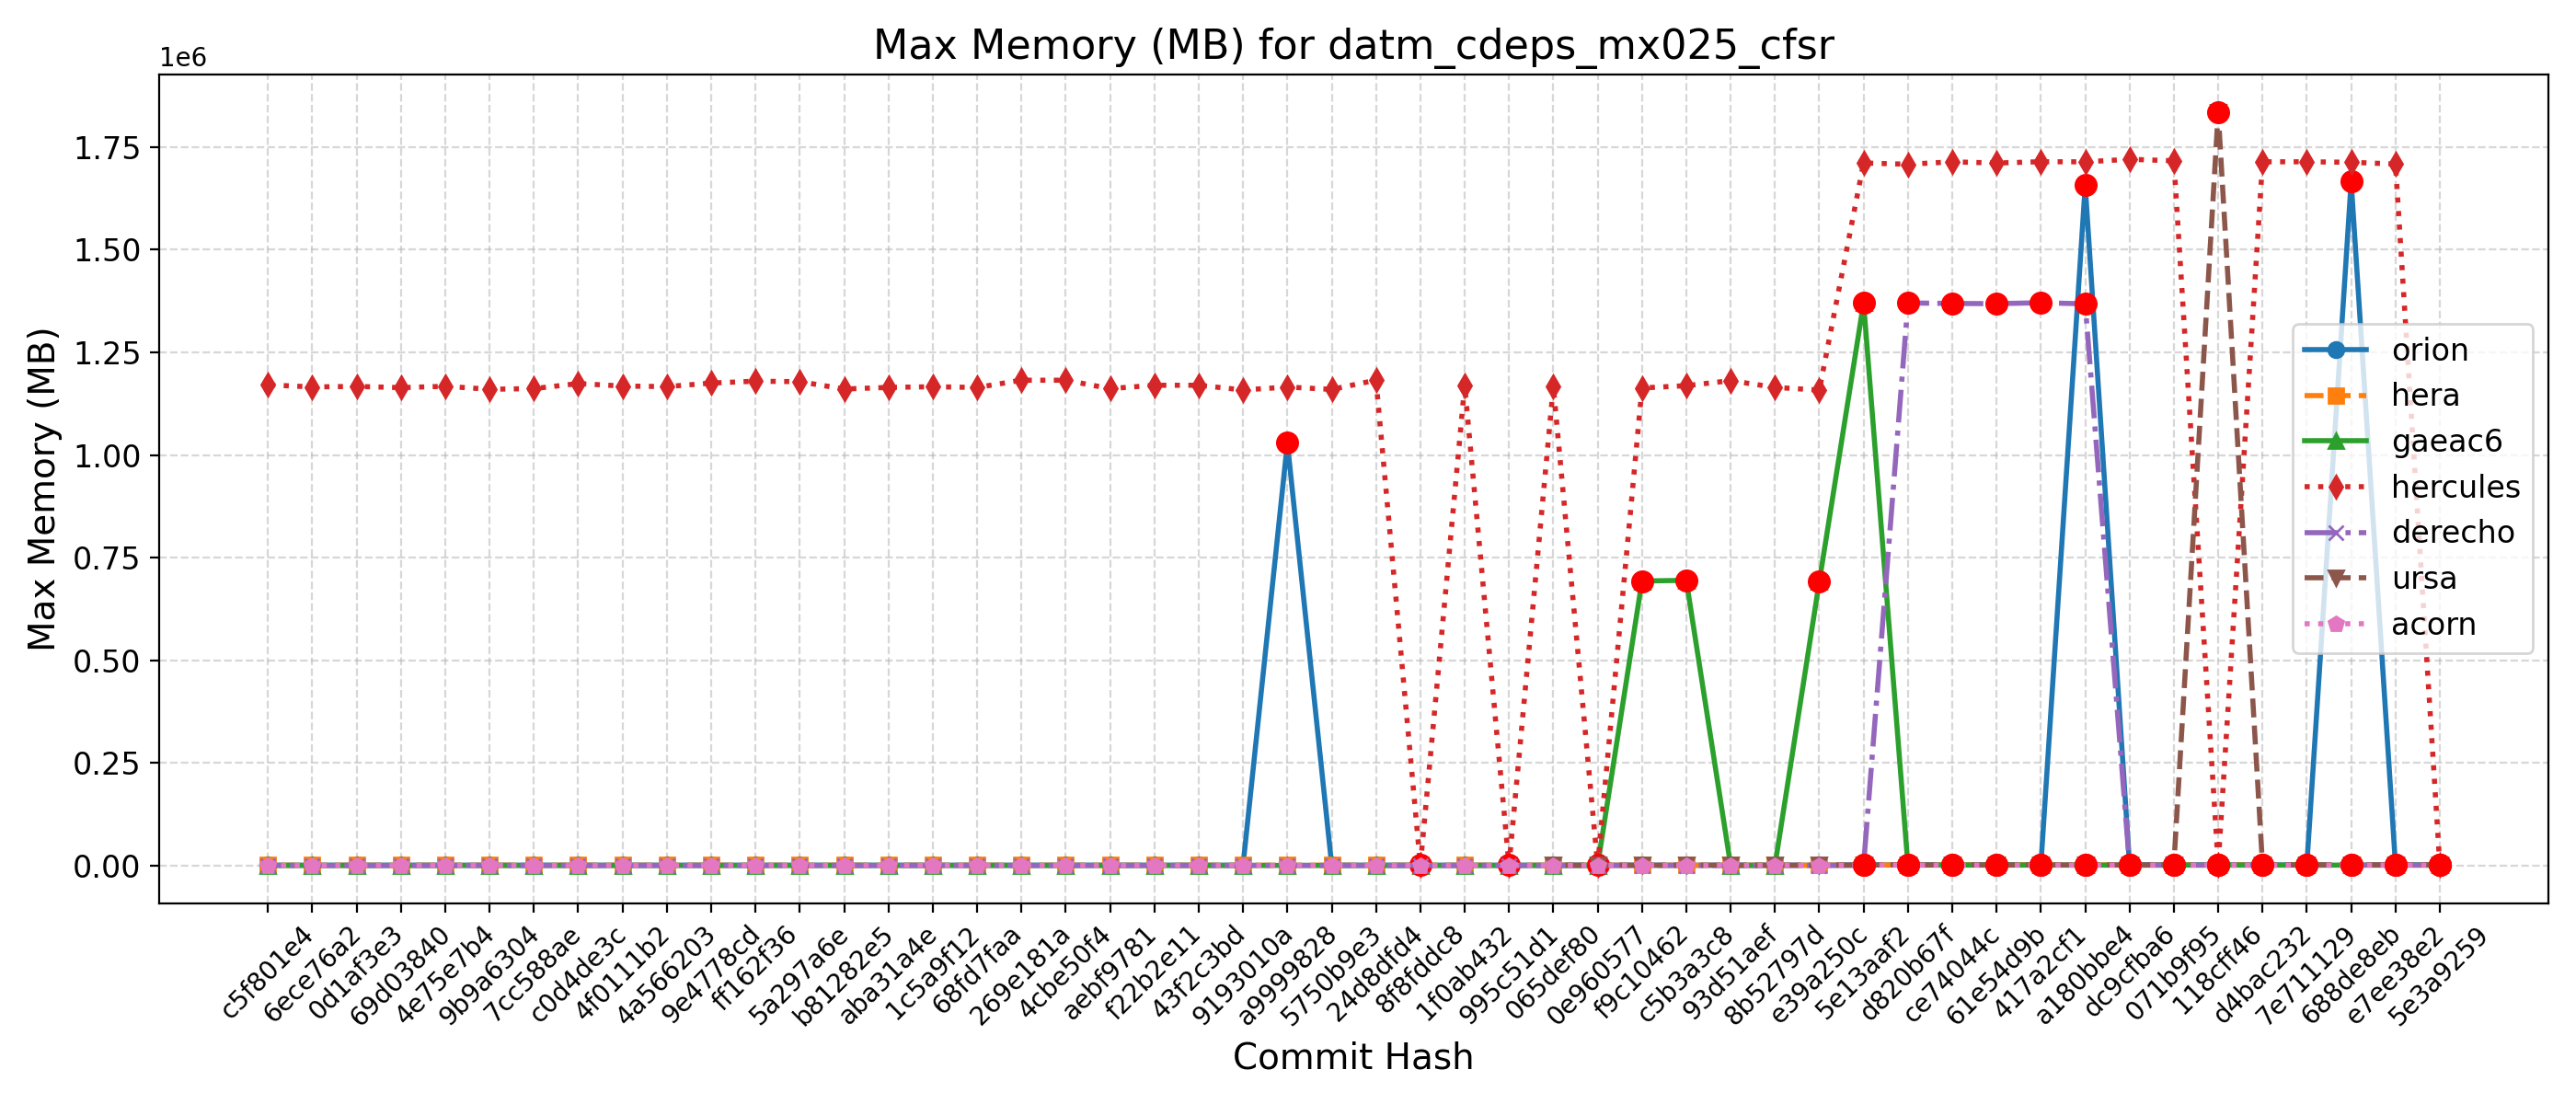 Max Memory (MB) for datm_cdeps_mx025_cfsr
1e6
1.75
1.50
1.25
1.00
0.75
0.50
0.25
0.00
Max Memory (MB)
orion
hera
gaeac6
hercules
derecho
ursa
acorn
c5f801e4
6ece76a2
0d1af3e3
69d03840
4e75e7b4
9b9a6304
7cc588ae
c0d4de3c
4f0111b2
4a566203
9e4778cd
ff162f36
5a297a6e
b81282e5
aba31a4e
1c5a9f12
68fd7faa
269e181a
4cbe50f4
aebf9781
f22b2e11
43f2c3bd
9193010a
a9999828
5750b9e3
24d8dfd4
8f8fddc8
1f0ab432
995c51d1
065def80
0e960577
f9c10462
c5b3a3c8
93d51aef
8b52797d
e39a250c
5e13aaf2
d820b67f
ce74044c
61e54d9b
417a2cf1
a180bbe4
dc9cfba6
071b9f95
118cff46
d4bac232
7e711129
688de8eb
e7ee38e2
5e3a9259
Commit Hash